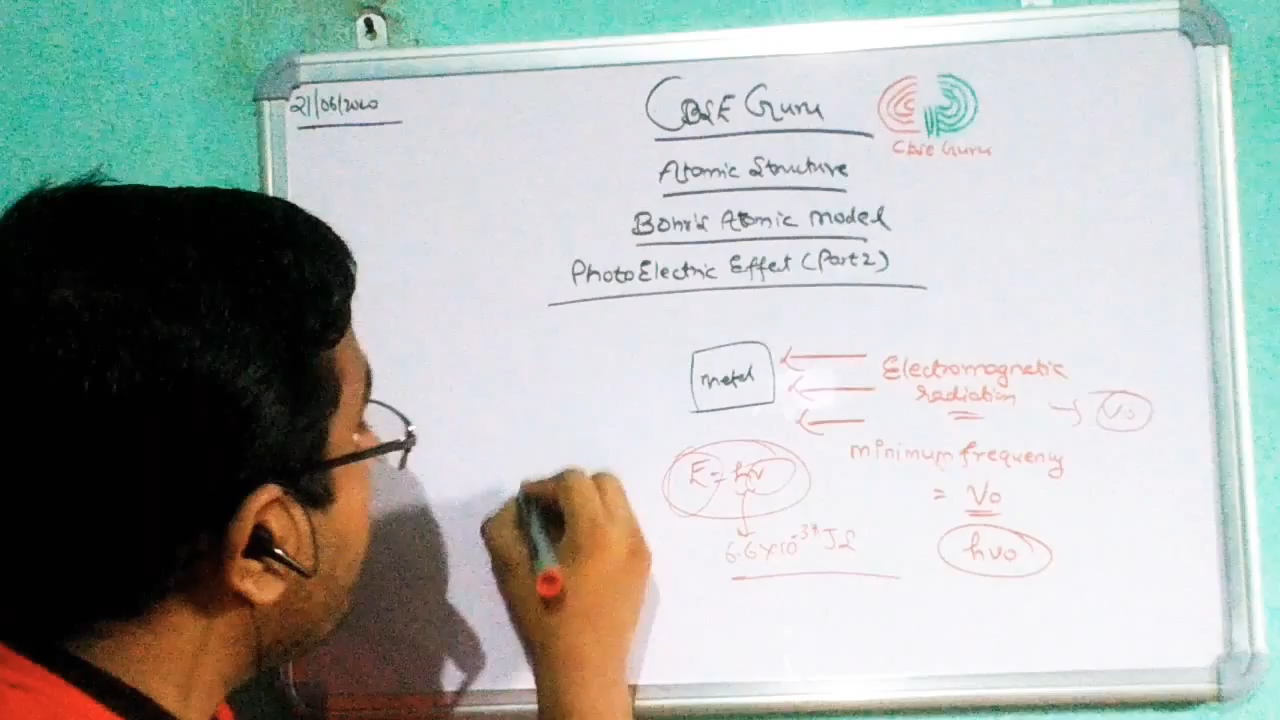 21/06/2020
CBSE Guru
CBSE Guru
Atomic Structure
Bohr's Atomic Model
PhotoElectric Effect (Part 2)
Metal
Electromagnetic
radiation → ν₀
minimum frequency
= ν₀
E = hν
6.6×10⁻³⁴ JS
hν₀